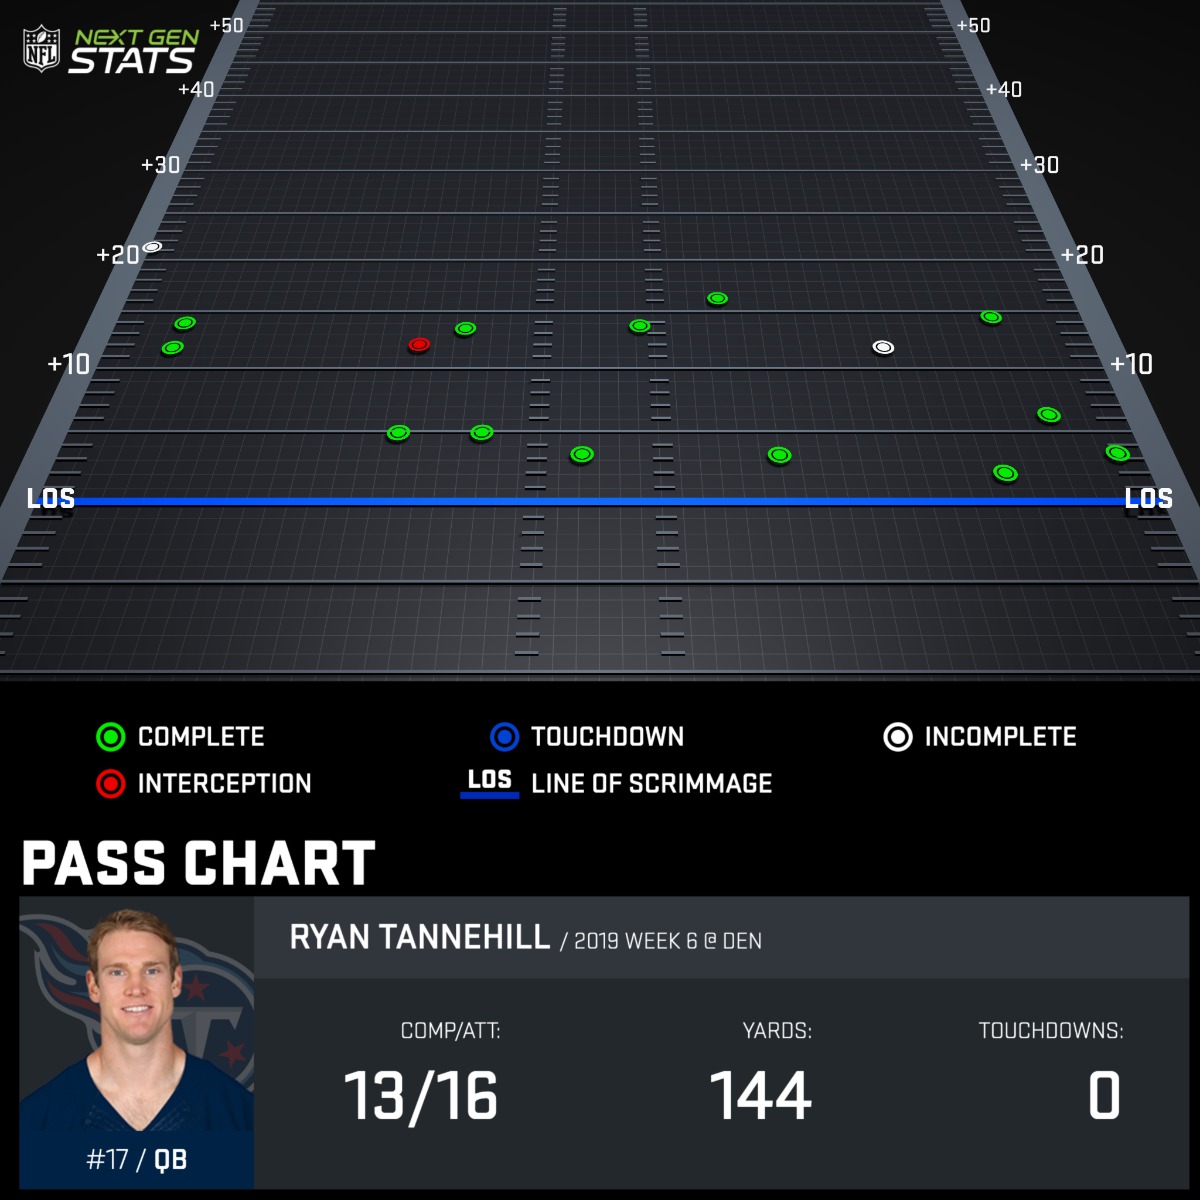 +50 +50
NFL NEXT GEN
STATS
+40 +40
+30 +30
+20 +20
+10 +10
LOS LOS
COMPLETE TOUCHDOWN INCOMPLETE
INTERCEPTION LOS LINE OF SCRIMMAGE
PASS CHART
RYAN TANNEHILL / 2019 WEEK 6 @ DEN
COMP/ATT: YARDS: TOUCHDOWNS:
13/16 144 0
#17 / QB